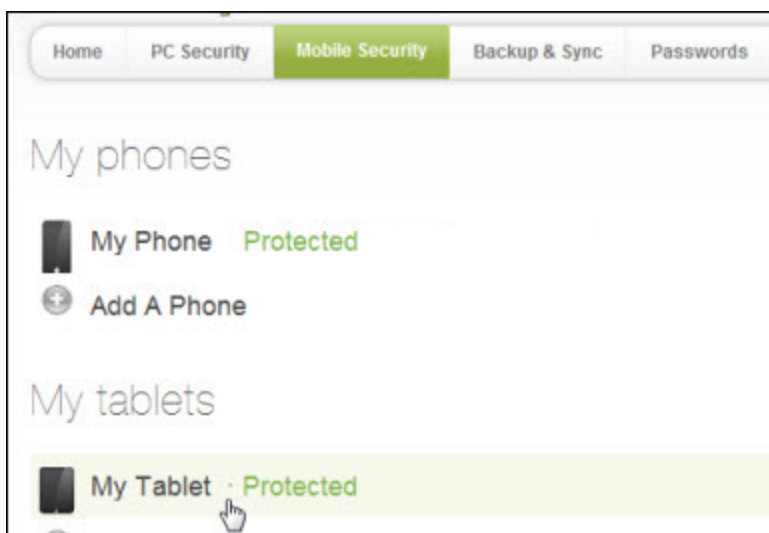 Home PC Security Mobile Security Backup & Sync Passwords
My phones
My Phone Protected
Add A Phone
My tablets
My Tablet · Protected